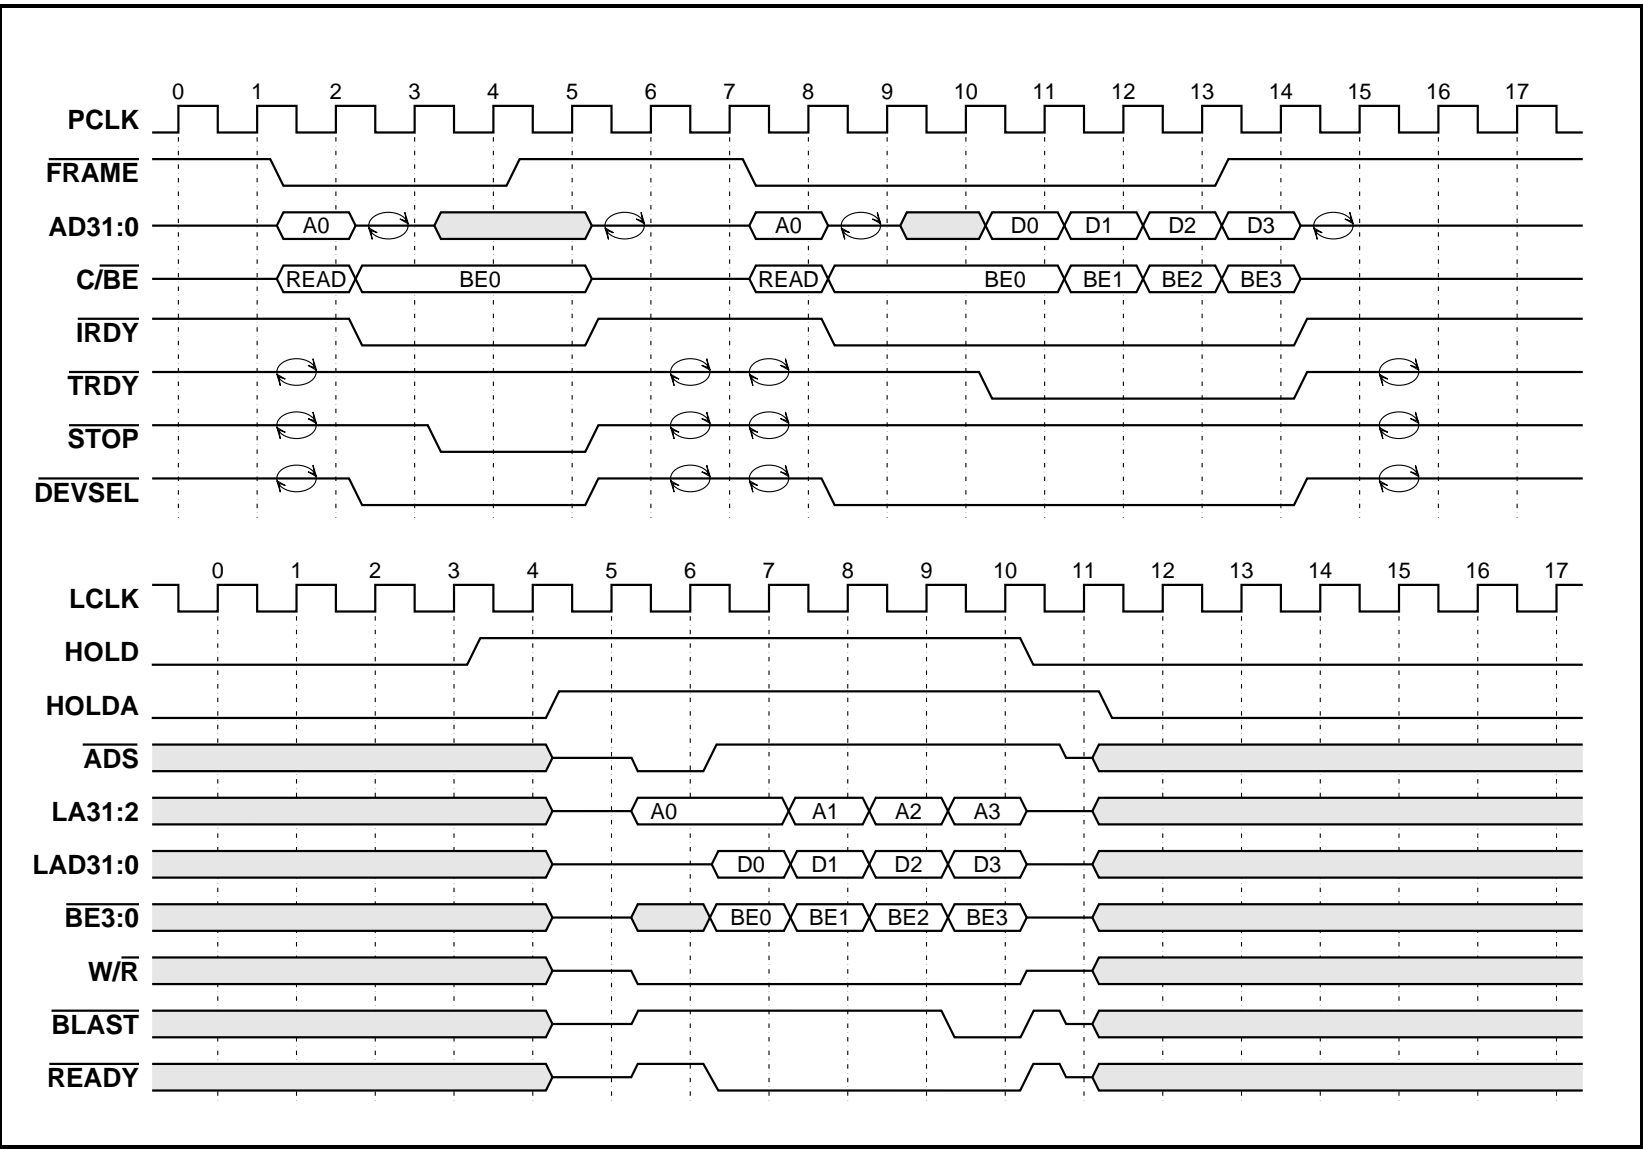 0 1 2 3 4 5 6 7 8 9 10 11 12 13 14 15 16 17
PCLK
FRAME
AD31:0 A0 A0 D0 D1 D2 D3
C/BE READ BE0 READ BE0 BE1 BE2 BE3
IRDY
TRDY
STOP
DEVSEL
0 1 2 3 4 5 6 7 8 9 10 11 12 13 14 15 16 17
LCLK
HOLD
HOLDA
ADS
LA31:2 A0 A1 A2 A3
LAD31:0 D0 D1 D2 D3
BE3:0 BE0 BE1 BE2 BE3
W/R
BLAST
READY